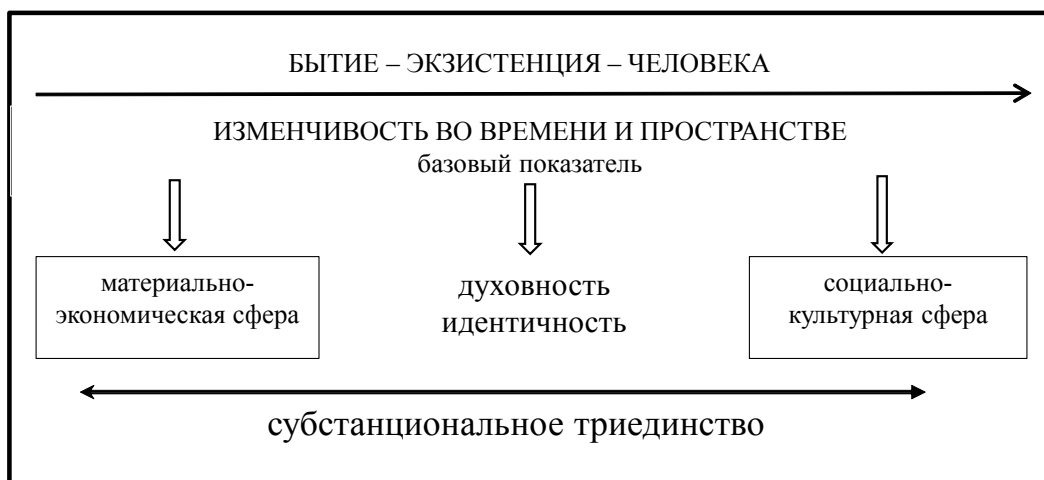 БЫТИЕ – ЭКЗИСТЕНЦИЯ – ЧЕЛОВЕКА
ИЗМЕНЧИВОСТЬ ВО ВРЕМЕНИ И ПРОСТРАНСТВЕ
базовый показатель
материально-
экономическая сфера
духовность
идентичность
социально-
культурная сфера
субстанциональное триединство